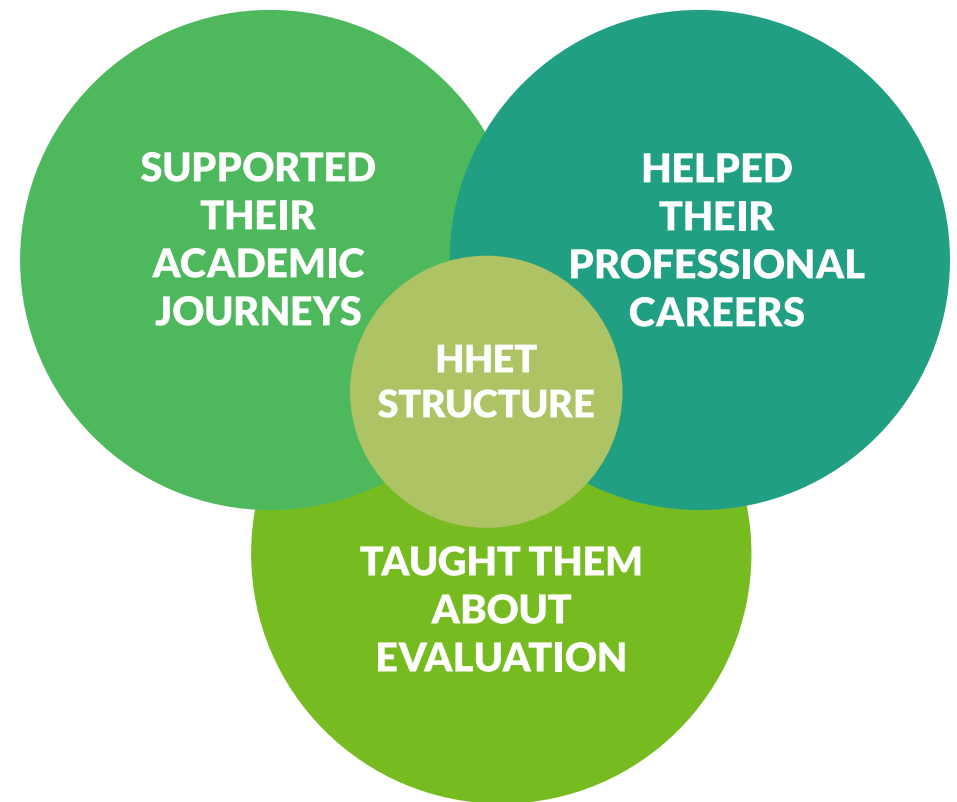 SUPPORTED
THEIR
ACADEMIC
JOURNEYS
HELPED
THEIR
PROFESSIONAL
CAREERS
HHET
STRUCTURE
TAUGHT THEM
ABOUT
EVALUATION